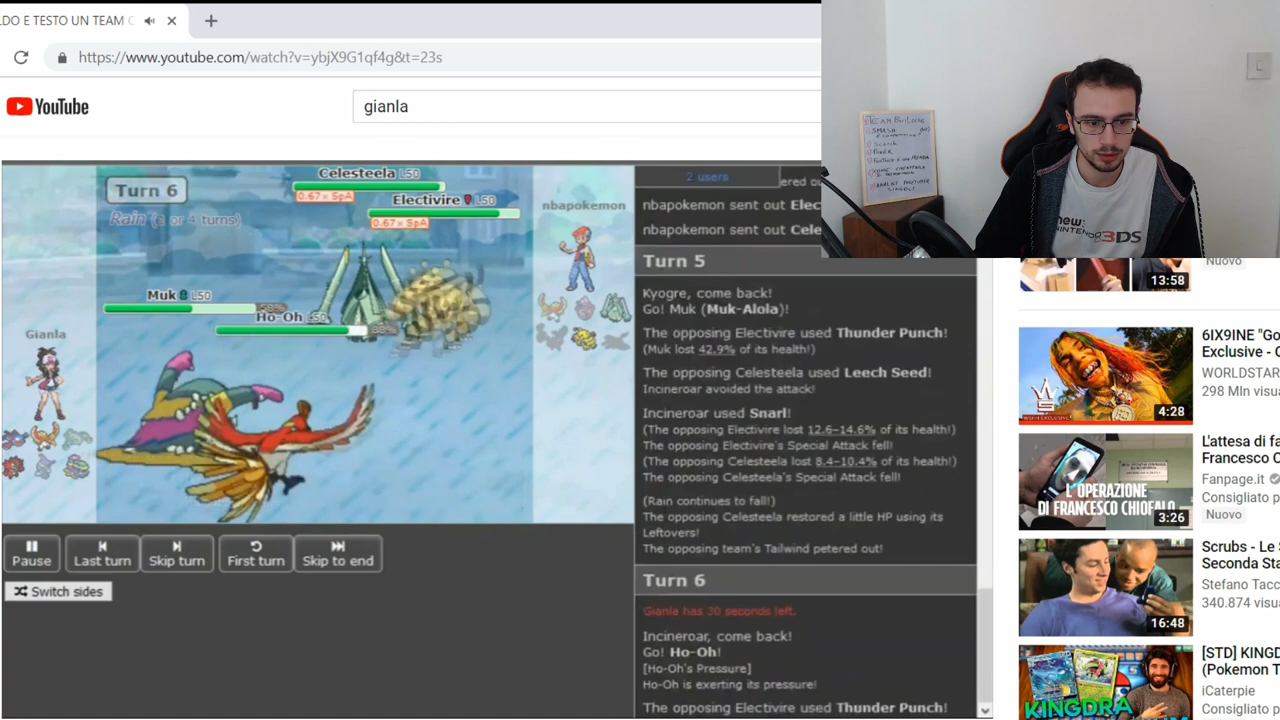 LDO E TESTO UN TEAM C
https://www.youtube.com/watch?v=ybjX9G1qf4g&t=23s
YouTube
gianla
TEAM BUILDING
new:
NINTENDO 3DS
Turn 6
Rain (2 or 4 turns)
Celesteela L50
0.67× SpA
Electivire L50
0.67× SpA
Muk L50
Ho-Oh L50
88%
nbapokemon
Gianla
2 users
nbapokemon sent out Elec
nbapokemon sent out Cele
Turn 5
Kyogre, come back!
Go! Muk (Muk-Alola)!
The opposing Electivire used Thunder Punch!
(Muk lost 42.9% of its health!)
The opposing Celesteela used Leech Seed!
Incineroar avoided the attack!
Incineroar used Snarl!
(The opposing Electivire lost 12.6–14.6% of its health!)
The opposing Electivire's Special Attack fell!
(The opposing Celesteela lost 8.4–10.4% of its health!)
The opposing Celesteela's Special Attack fell!
(Rain continues to fall!)
The opposing Celesteela restored a little HP using its
Leftovers!
The opposing team's Tailwind petered out!
Turn 6
Gianla has 30 seconds left.
Incineroar, come back!
Go! Ho-Oh!
[Ho-Oh's Pressure]
Ho-Oh is exerting its pressure!
The opposing Electivire used Thunder Punch!
Pause
Last turn
Skip turn
First turn
Skip to end
Switch sides
Nuovo
13:58
6IX9INE "Go
Exclusive - C
WORLDSTAR
298 Mln visua
4:28
L'attesa di fa
Francesco C
Fanpage.it
Consigliato p
Nuovo
L'OPERAZIONE
DI FRANCESCO CHIOFALO
3:26
Scrubs - Le S
Seconda Sta
Stefano Tacc
340.874 visua
16:48
[STD] KINGD
(Pokemon T
iCaterpie
Consigliato p
KINGDRA